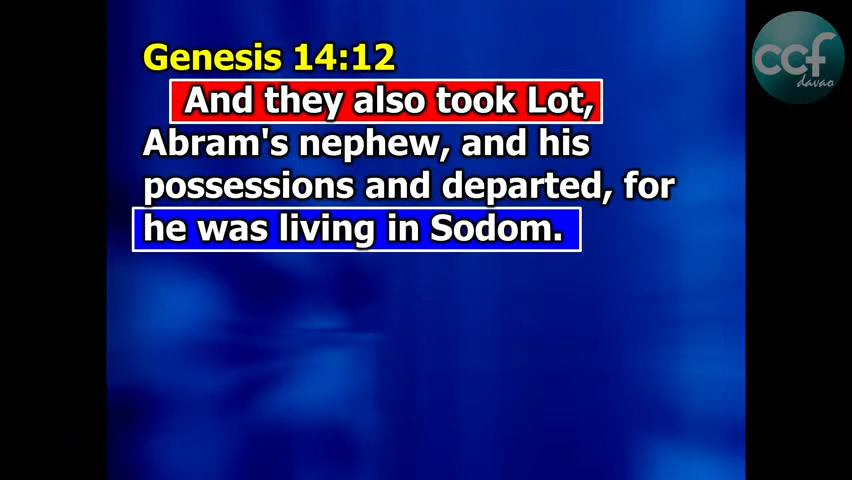 Genesis 14:12
And they also took Lot,
Abram's nephew, and his
possessions and departed, for
he was living in Sodom.
ccf
davao